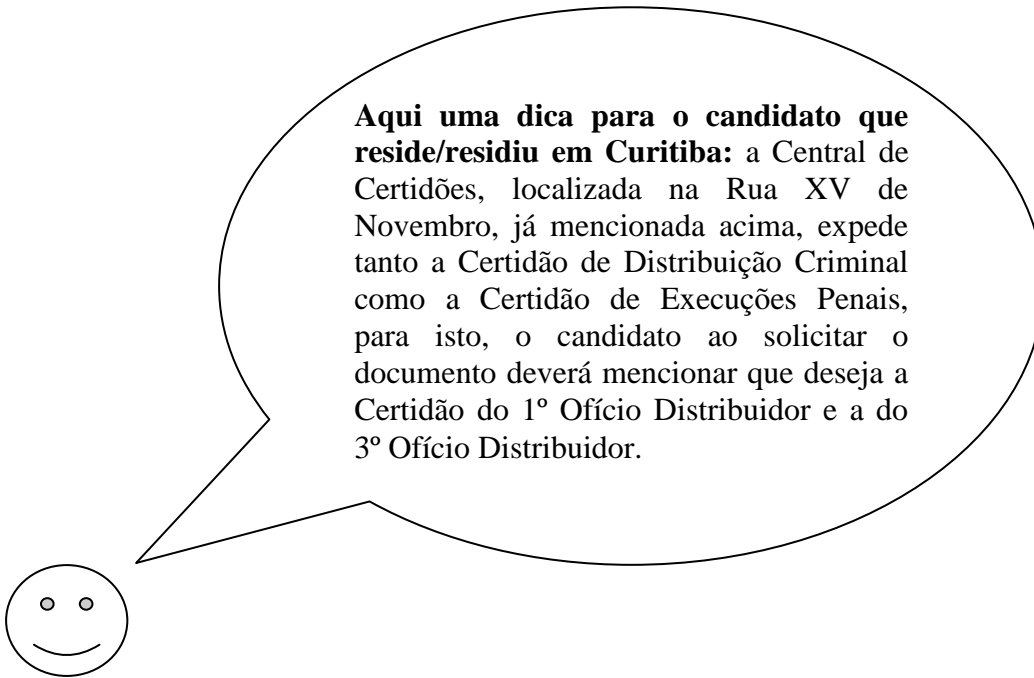 Aqui uma dica para o candidato que
reside/residiu em Curitiba: a Central de
Certidões, localizada na Rua XV de
Novembro, já mencionada acima, expede
tanto a Certidão de Distribuição Criminal
como a Certidão de Execuções Penais,
para isto, o candidato ao solicitar o
documento deverá mencionar que deseja a
Certidão do 1º Ofício Distribuidor e a do
3º Ofício Distribuidor.